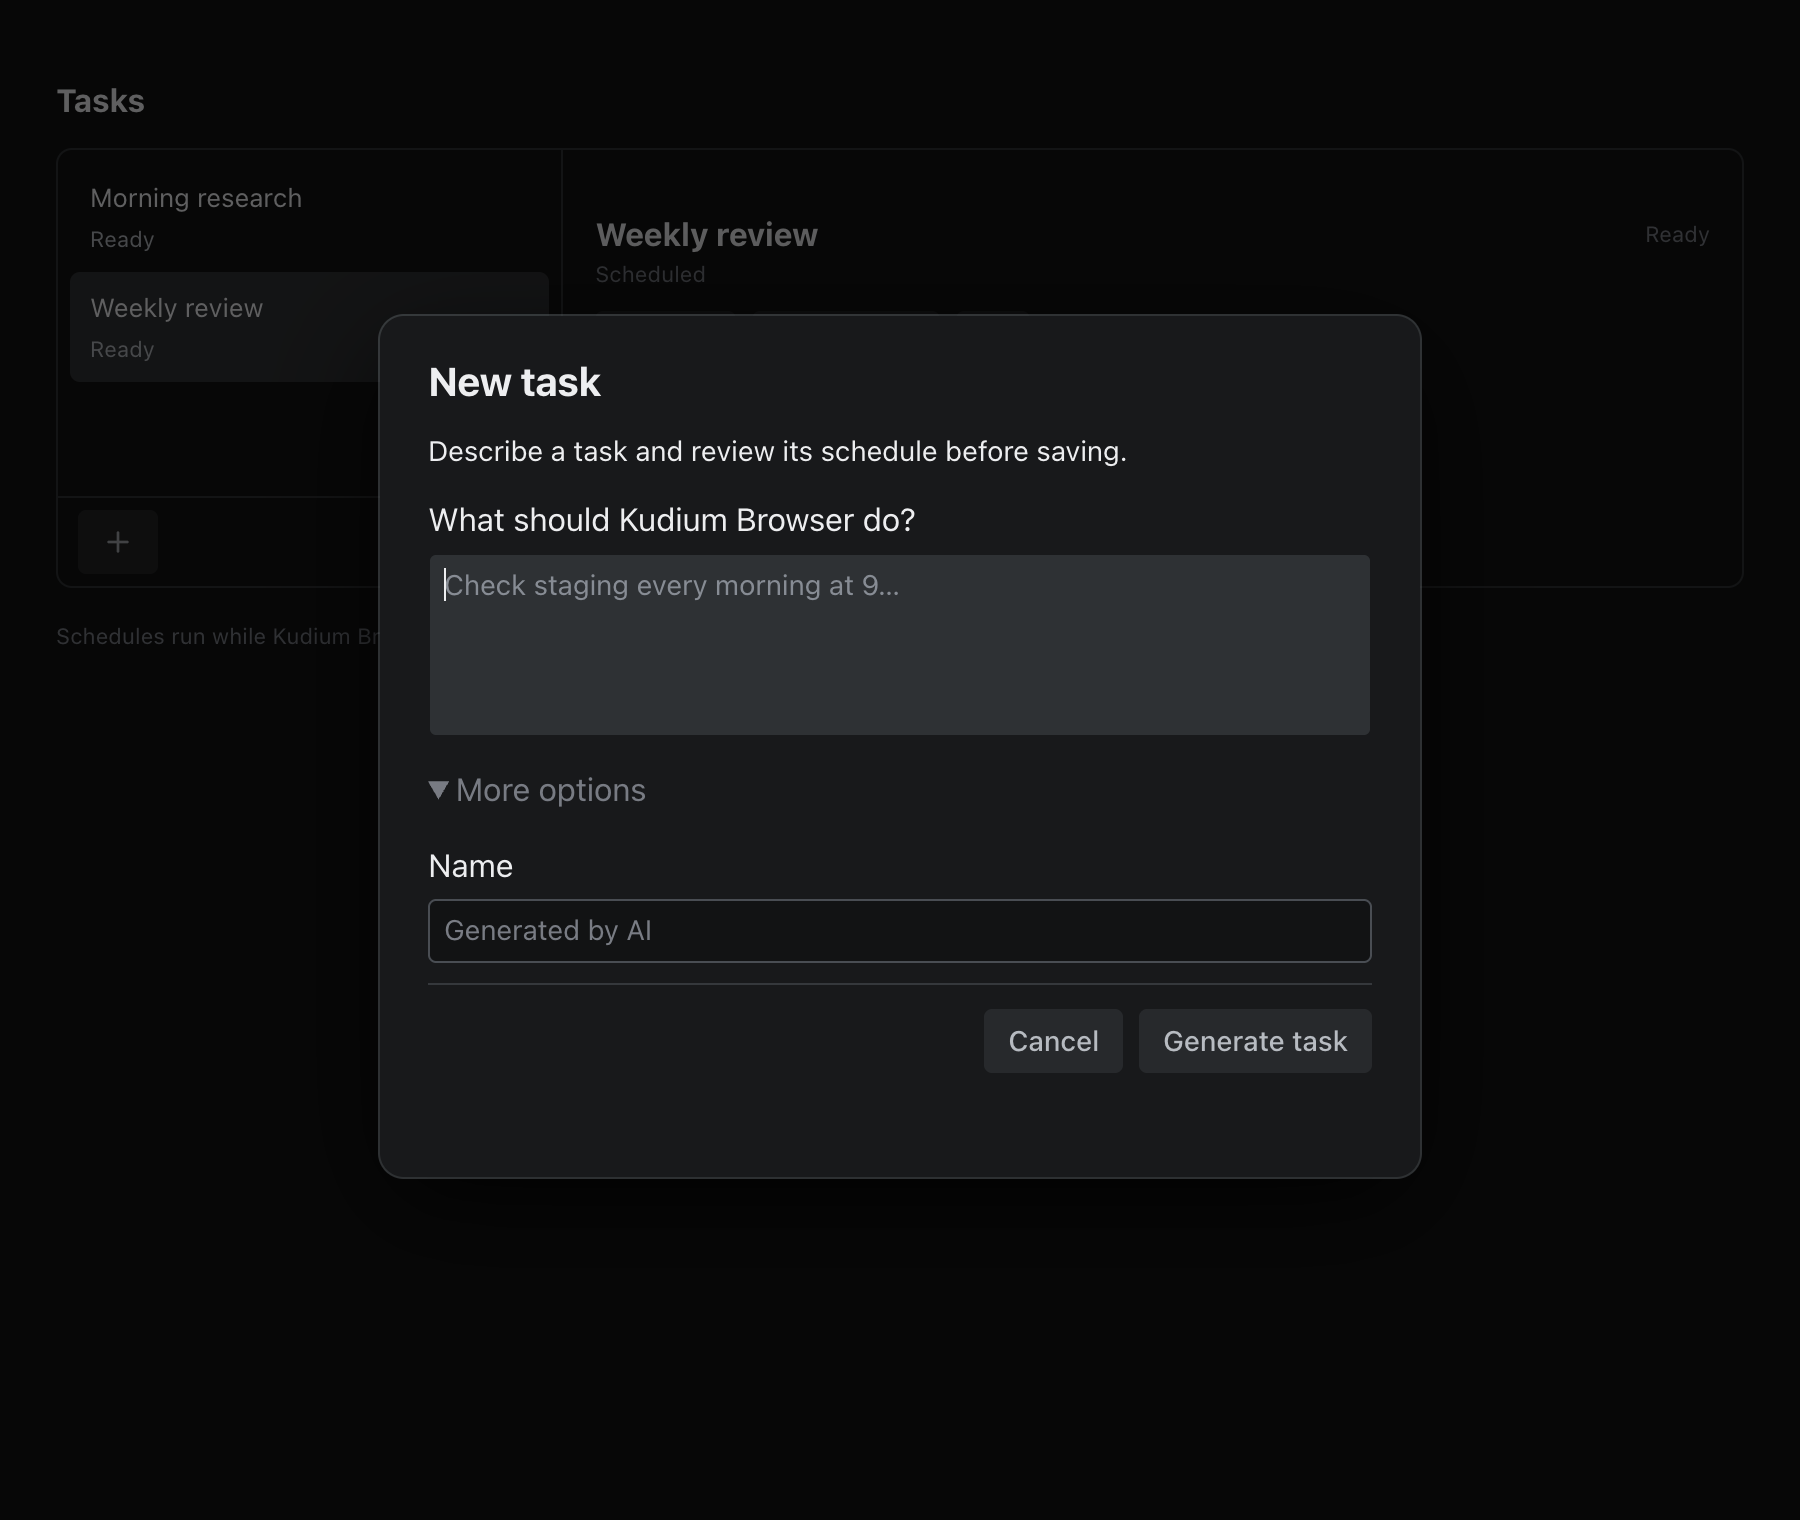 Tasks
Morning research
Ready
Weekly review
Ready
Weekly review
Ready
Scheduled
New task
Describe a task and review its schedule before saving.
What should Kudium Browser do?
Check staging every morning at 9...
More options
Name
Generated by AI
Cancel
Generate task
Schedules run while Kudium